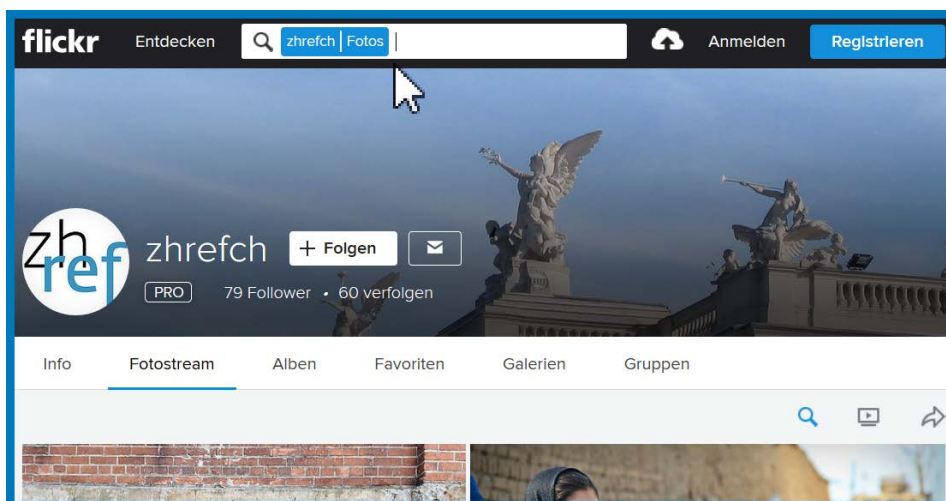 flickr Entdecken zhrefch Fotos Anmelden Registrieren
zh
ref
zhrefch + Folgen
PRO 79 Follower • 60 verfolgen
Info Fotostream Alben Favoriten Galerien Gruppen